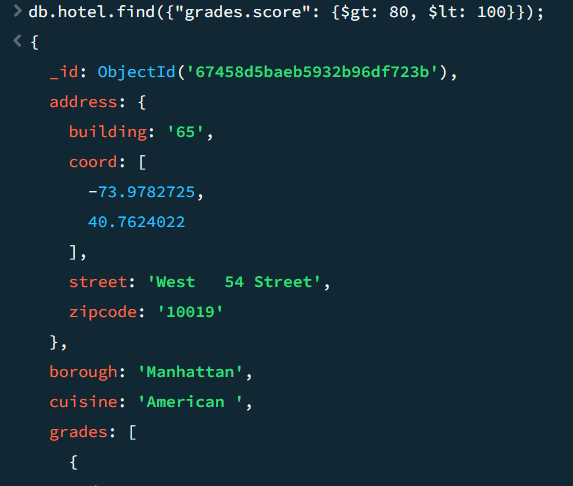 > db.hotel.find({"grades.score": {$gt: 80, $lt: 100}});
< {
_id: ObjectId('67458d5baeb5932b96df723b'),
address: {
building: '65',
coord: [
-73.9782725,
40.7624022
],
street: 'West   54 Street',
zipcode: '10019'
},
borough: 'Manhattan',
cuisine: 'American ',
grades: [
{